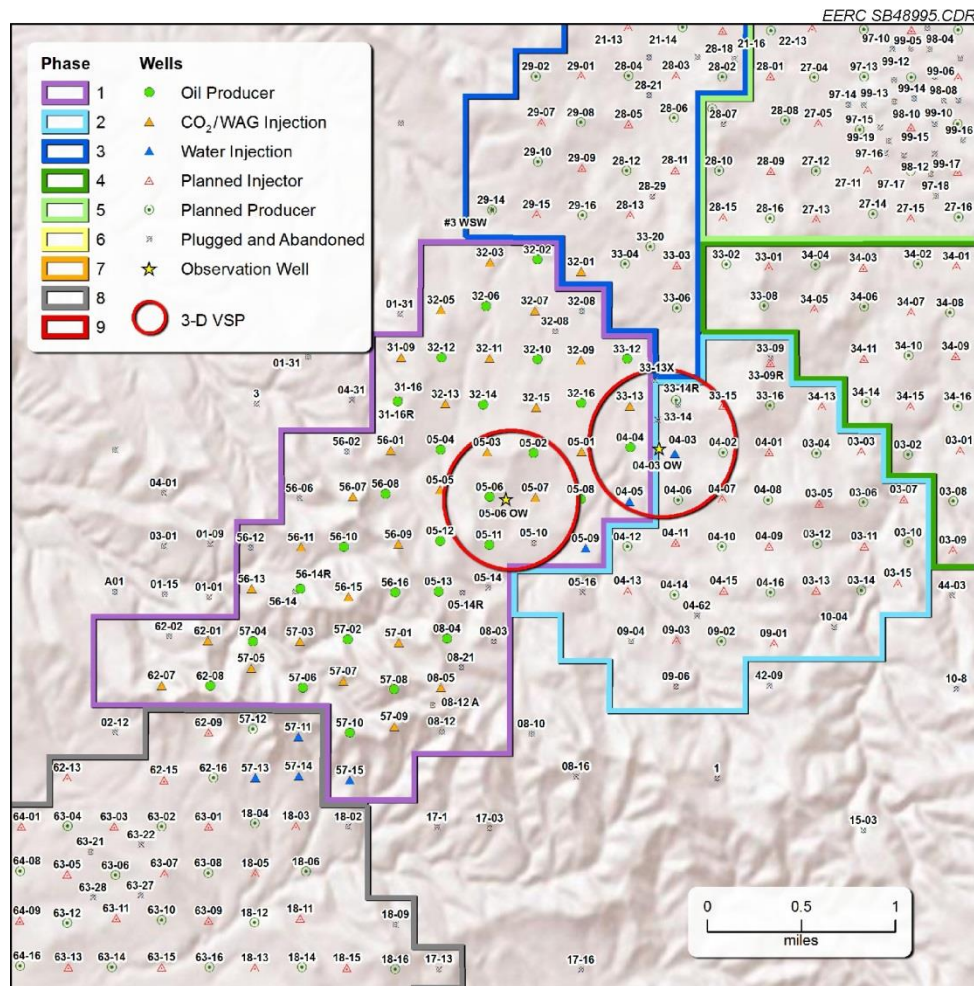 EERC SB48995.CDR
Phase Wells
1 Oil Producer
2 CO₂/WAG Injection
3 Water Injection
4 Planned Injector
5 Planned Producer
6 Plugged and Abandoned
7 Observation Well
8
9 3-D VSP
21-13 21-14 28-18 21-16 22-13 97-10 99-05 98-04
29-02 29-01 28-04 28-03 28-02 28-01 27-04 97-13 99-12 99-06
28-21 97-14 99-13 99-14 98-08
29-07 29-08 28-05 28-06 28-07 28-08 27-05 97-15 98-10 99-10
99-19 99-15 99-16
29-10 29-09 28-12 28-11 28-10 28-09 27-12 97-16 98-12 99-17
28-29 27-11 97-17 97-18
29-14 29-15 29-16 28-13 28-15 28-16 27-13 27-14 27-15 27-16
#3 WSW
33-20
32-03 32-02 32-01 33-04 33-03 33-02 33-01 34-03 34-02 34-01
01-31 32-05 32-06 32-07 32-08 33-06 33-08 34-05 34-06 34-07 34-08
32-08
01-31 31-09 32-12 32-11 32-10 32-09 33-12 33-13X 33-09 34-11 34-10 34-09
33-09R
3 04-31 31-16 32-13 32-14 32-15 32-16 33-13 33-14R 33-15 33-16 34-13 34-14 34-15 34-16
31-16R 33-14
56-02 56-01 05-04 05-03 05-02 05-01 04-04 04-03 04-02 04-01 03-04 03-03 03-02 03-01
04-03 OW
04-01 56-06 56-07 56-08 05-05 05-06 05-07 05-08 04-05 04-06 04-07 04-08 03-05 03-06 03-07 03-08
05-06 OW
03-01 01-09 56-12 56-11 56-10 56-09 05-12 05-11 05-10 05-09 04-12 04-11 04-10 04-09 03-12 03-11 03-10 03-09
A01 01-15 01-01 56-13 56-14R 56-15 56-16 05-13 05-14 05-16 04-13 04-14 04-15 04-16 03-13 03-14 03-15 44-03
56-14 05-14R 04-62
62-02 62-01 57-04 57-03 57-02 57-01 08-04 08-03 09-04 09-03 09-02 09-01 10-04
62-07 62-08 57-05 57-06 57-07 57-08 08-05 08-21 09-06 42-09 10-8
08-12 A
02-12 62-09 57-12 57-11 57-10 57-09 08-12 08-10
62-13 62-15 62-16 57-13 57-14 57-15 08-16 1
64-01 63-04 63-03 63-02 63-01 18-04 18-03 18-02 17-1 17-03 15-03
63-21 63-22
64-08 63-05 63-06 63-07 63-08 18-05 18-06
63-28 63-27
64-09 63-12 63-11 63-10 63-09 18-12 18-11 18-09
64-16 63-13 63-14 63-15 63-16 18-13 18-14 18-15 18-16 17-13 17-16
0 0.5 1
miles